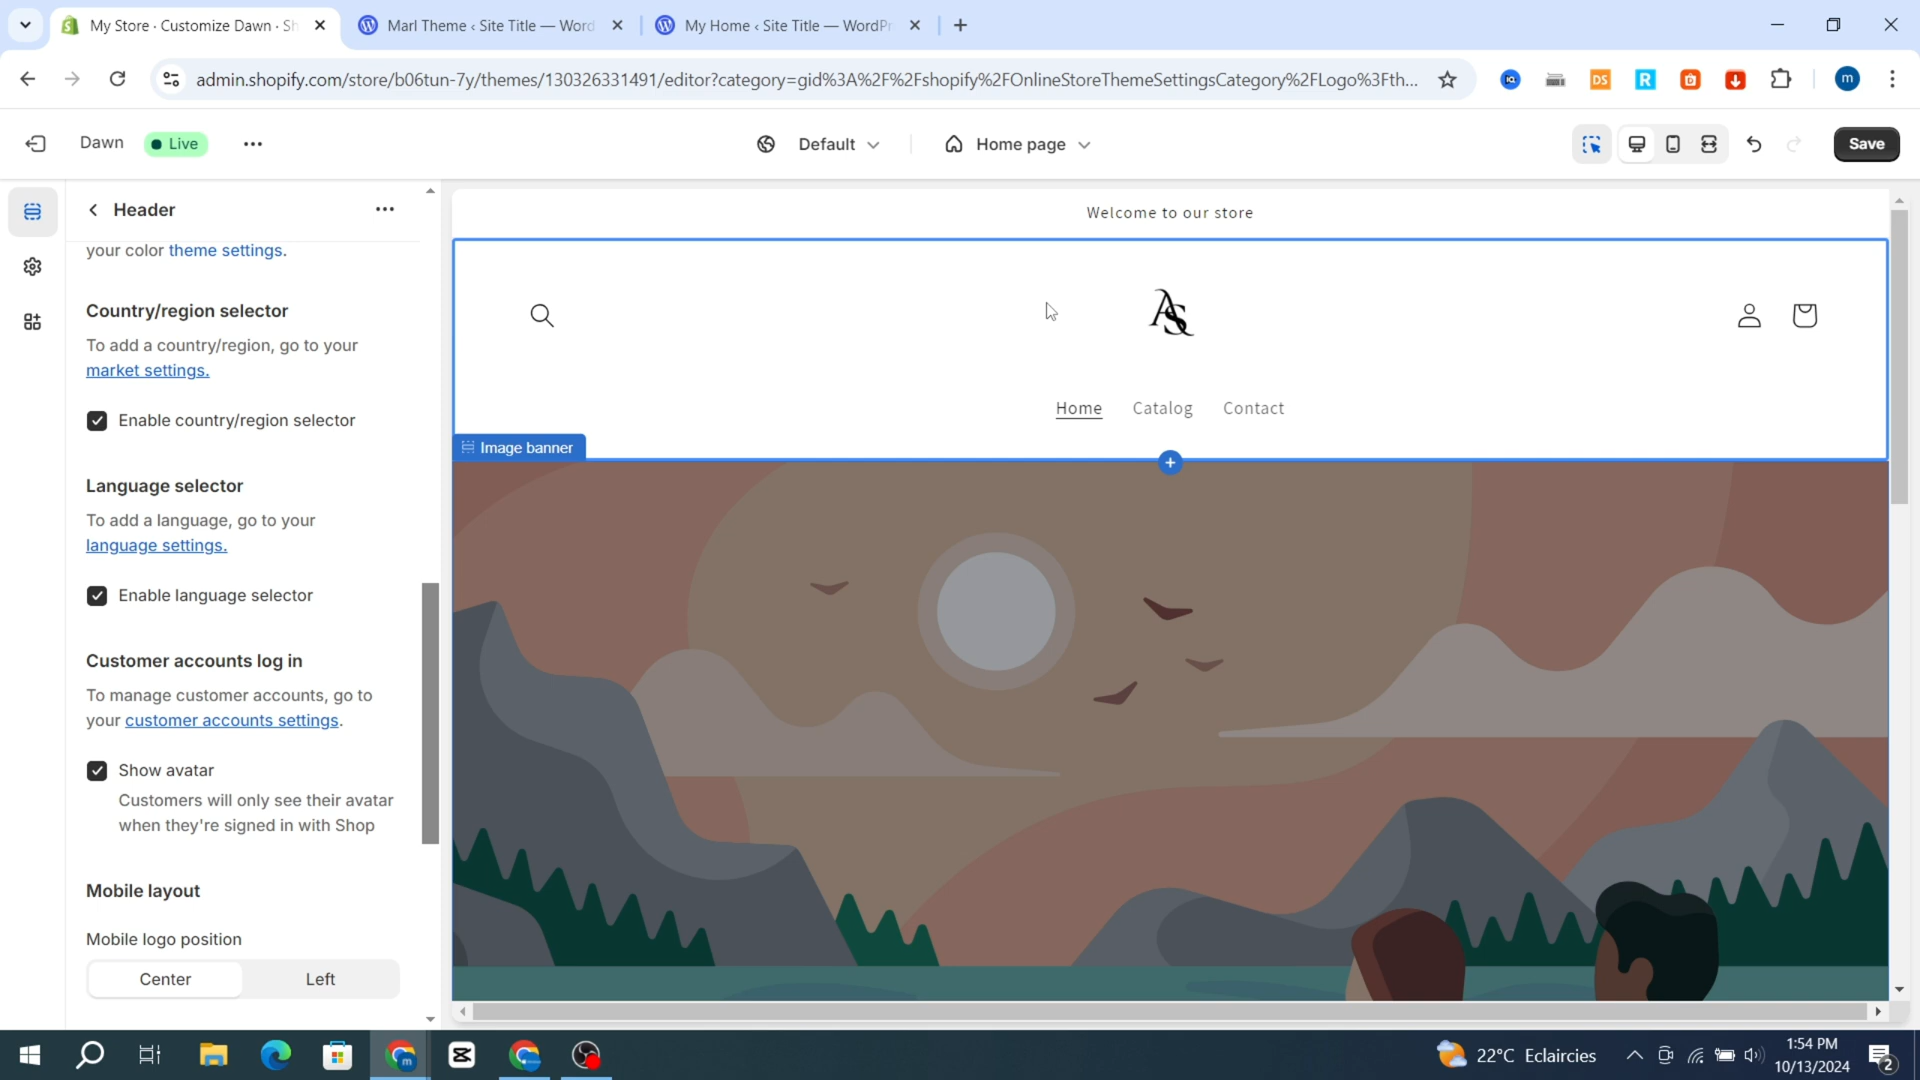 My Store · Customize Dawn · Sh
Marl Theme ‹ Site Title — Word
My Home ‹ Site Title — WordPr
admin.shopify.com/store/b06tun-7y/themes/130326331491/editor?category=gid%3A%2F%2Fshopify%2FOnlineStoreThemeSettingsCategory%2FLogo%3Fth...
DS
R
m
Dawn
Live
Default
Home page
Save
Header
your color theme settings.
Country/region selector
To add a country/region, go to your
market settings.
Enable country/region selector
Language selector
To add a language, go to your
language settings.
Enable language selector
Customer accounts log in
To manage customer accounts, go to
your customer accounts settings.
Show avatar
Customers will only see their avatar
when they're signed in with Shop
Mobile layout
Mobile logo position
Center
Left
Welcome to our store
AS
Home
Catalog
Contact
Image banner
m
22°C Eclaircies
1:54 PM
10/13/2024
2